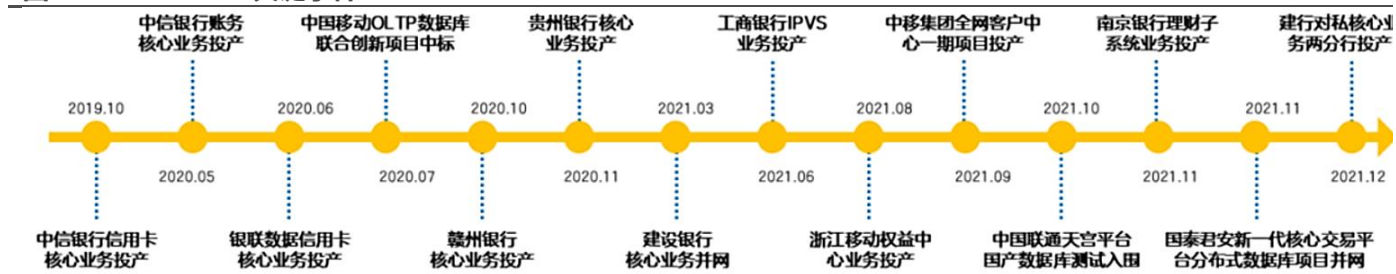 中信银行账务
核心业务投产
中国移动OLTP数据库
联合创新项目中标
贵州银行核心
业务投产
工商银行IPVS
业务投产
中移集团全网客户中
心一期项目投产
南京银行理财子
系统业务投产
建行对私核心业
务两分行投产
2019.10
2020.06
2020.10
2021.03
2021.08
2021.10
2021.11
2020.05
2020.07
2020.11
2021.06
2021.09
2021.11
2021.12
中信银行信用卡
核心业务投产
银联数据信用卡
核心业务投产
赣州银行
核心业务投产
建设银行
核心业务并网
浙江移动权益中
心业务投产
中国联通天宫平台
国产数据库测试入围
国泰君安新一代核心交易平
台分布式数据库项目并网